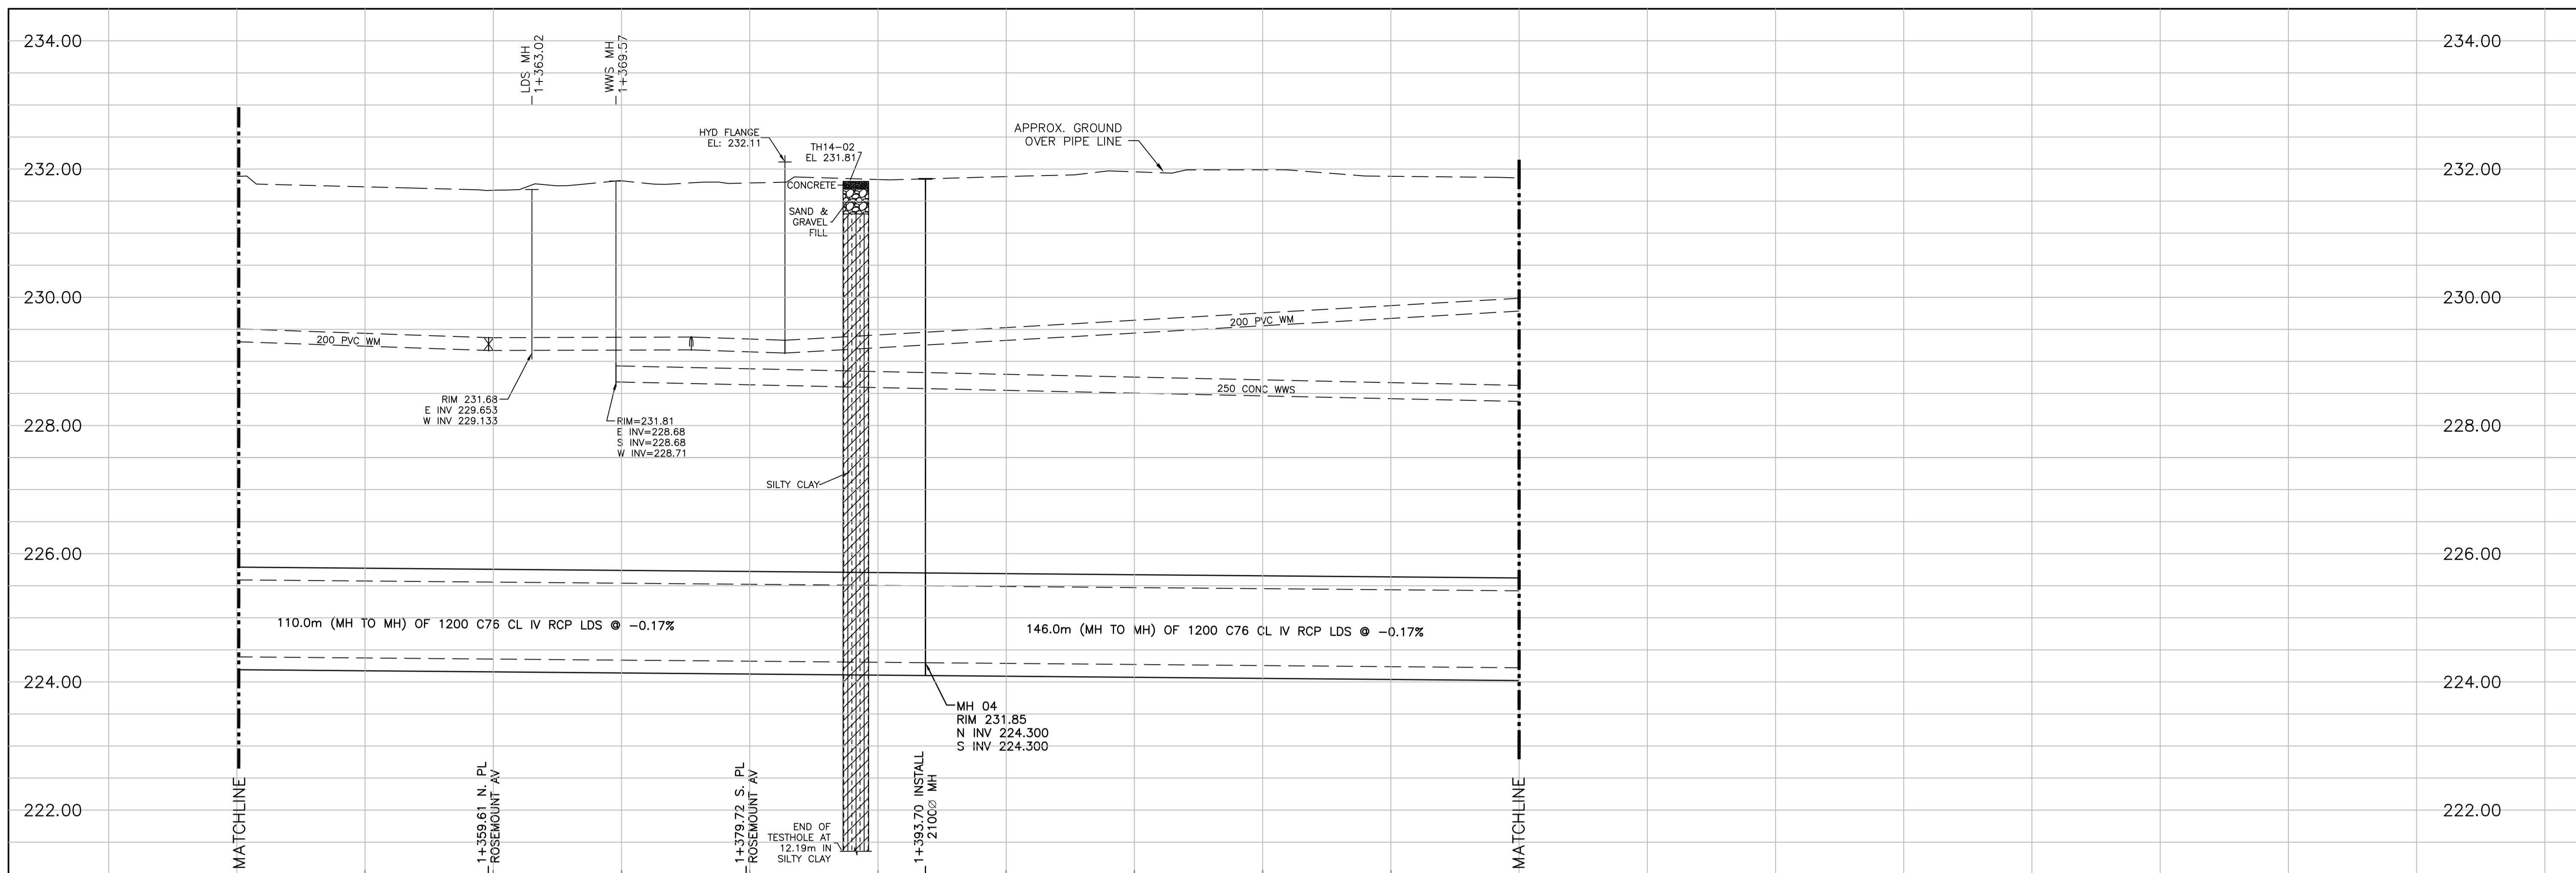 234.00
232.00
230.00
228.00
226.00
224.00
222.00
LDS MH
1+363.02
WWS MH
1+369.57
HYD FLANGE
EL: 232.11
TH14-02
EL 231.81
CONCRETE
SAND &
GRAVEL
FILL
APPROX. GROUND
OVER PIPE LINE
200 PVC WM
200 PVC WM
250 CONC WWS
RIM 231.68
E INV 229.653
W INV 229.133
RIM=231.81
E INV=228.68
S INV=228.68
W INV=228.71
SILTY CLAY
110.0m (MH TO MH) OF 1200 C76 CL IV RCP LDS @ -0.17%
146.0m (MH TO MH) OF 1200 C76 CL IV RCP LDS @ -0.17%
MH 04
RIM 231.85
N INV 224.300
S INV 224.300
MATCHLINE
1+359.61 N. PL
ROSEMOUNT AV
1+379.72 S. PL
ROSEMOUNT AV
END OF
TESTHOLE AT
12.19m IN
SILTY CLAY
1+393.70 INSTALL
2100∅ MH
MATCHLINE
234.00
232.00
230.00
228.00
226.00
224.00
222.00